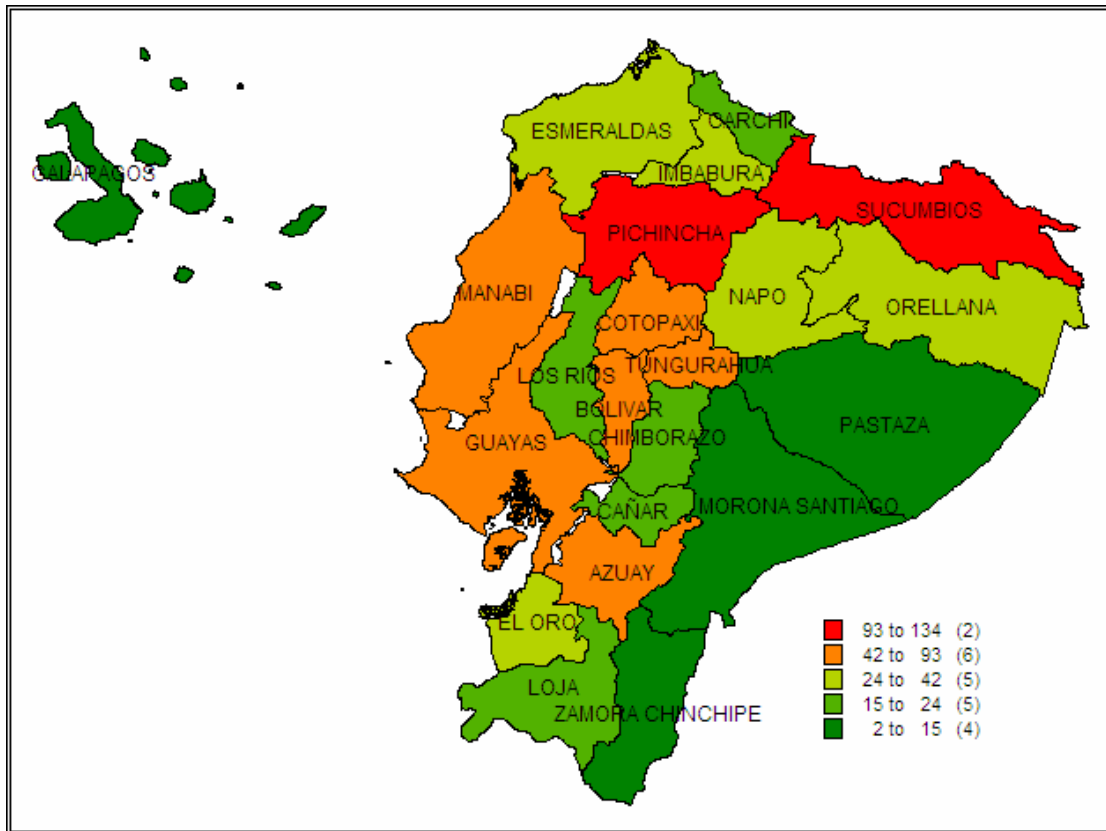 CARCHI
ESMERALDAS
GALAPAGOS
IMBABURA
SUCUMBIOS
PICHINCHA
MANABI
NAPO
ORELLANA
COTOPAXI
TUNGURAHUA
LOS RIOS
BOLIVAR
PASTAZA
CHIMBORAZO
GUAYAS
MORONA SANTIAGO
CAÑAR
AZUAY
EL ORO
LOJA
ZAMORA CHINCHIPE
93 to 134 (2)
42 to 93 (6)
24 to 42 (5)
15 to 24 (5)
2 to 15 (4)